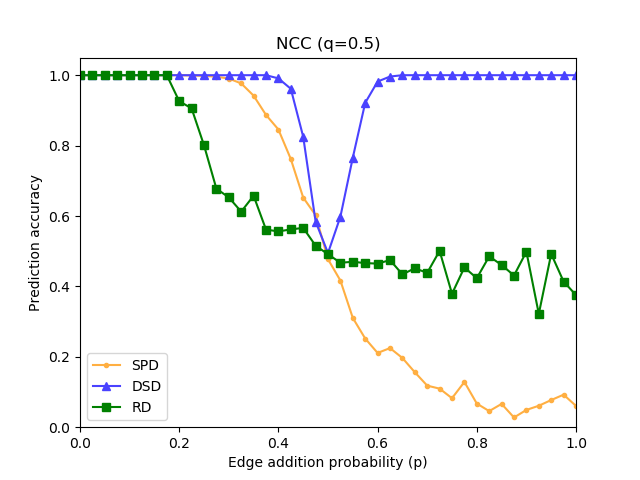 NCC (q=0.5)
Prediction accuracy
1.0
0.8
0.6
0.4
0.2
0.0
SPD
DSD
RD
0.0 0.2 0.4 0.6 0.8 1.0
Edge addition probability (p)